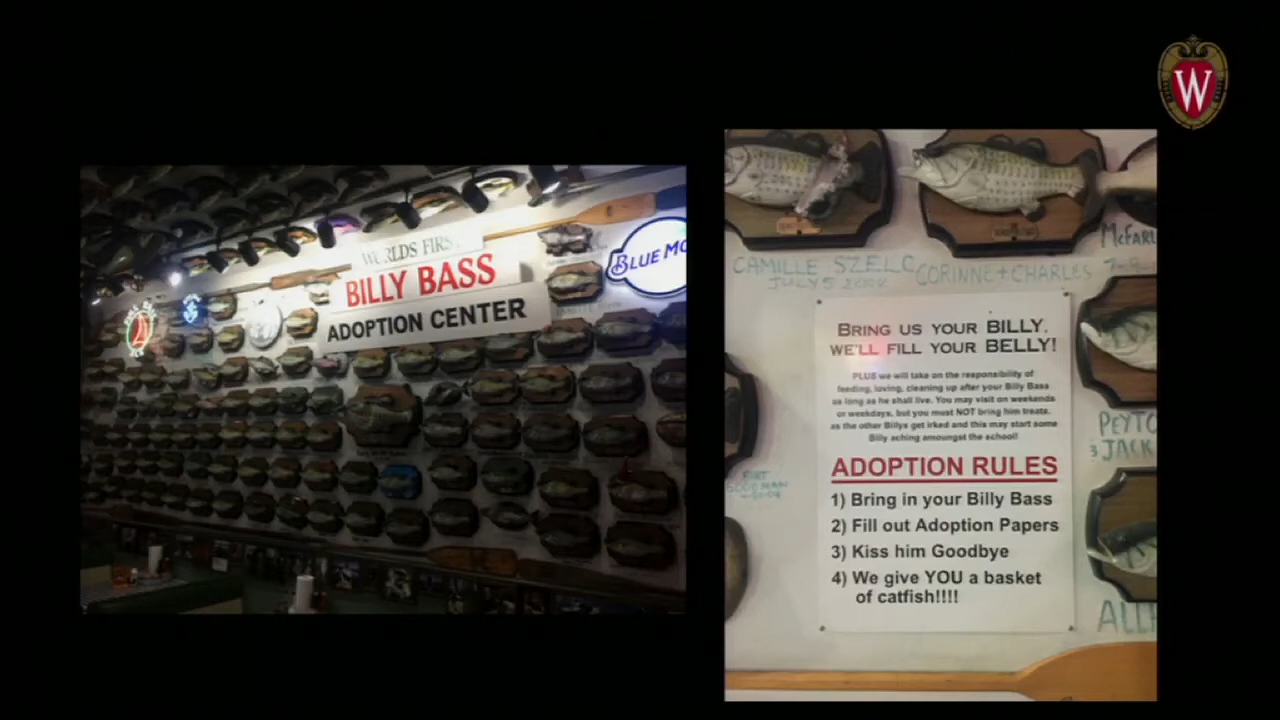 W
WORLDS FIRS
BILLY BASS
ADOPTION CENTER
BLUE MO
CAMILLE SZELC
JULY 5
CORINNE + CHARLES
McFARL
BRING US YOUR BILLY,
WE'LL FILL YOUR BELLY!
PLUS we will take on the responsibility of
feeding, loving, cleaning up after your Billy Bass
as long as he shall live. You may visit on weekends
or weekdays, but you must NOT bring him treats,
as the other Billys get irked and this may start some
Billy aching amoungst the school!
ADOPTION RULES
1) Bring in your Billy Bass
2) Fill out Adoption Papers
3) Kiss him Goodbye
4) We give YOU a basket
of catfish!!!!
PEYTO
JACK
ALL